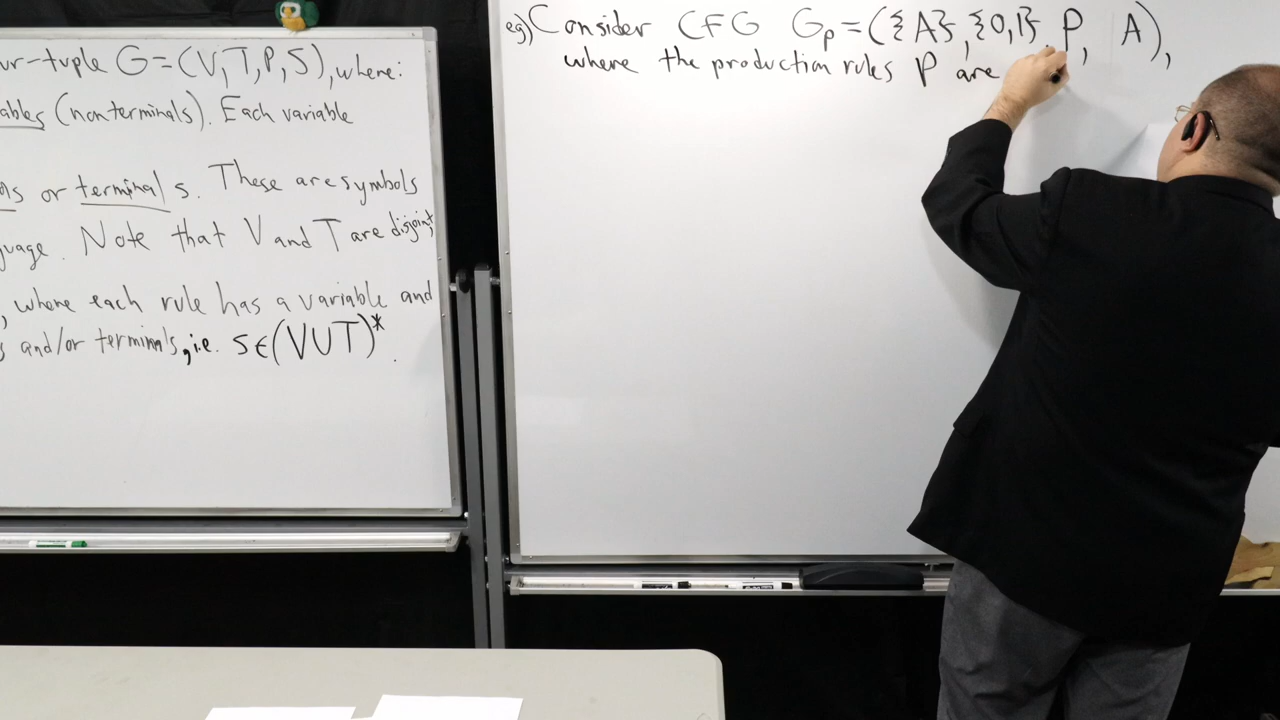 ur-tuple G=(V,T,P,S), where:
ables (nonterminals). Each variable
ols or terminals. These are symbols
guage. Note that V and T are disjoint,
, where each rule has a variable and
s and/or terminals, i.e. S∈(VUT)*.
eg) Consider CFG Gp=({A},{0,1}, P, A),
where the production rules P are